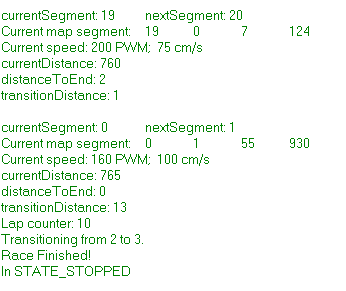 currentSegment: 19 nextSegment: 20
Current map segment: 19 0 7 124
Current speed: 200 PWM; 75 cm/s
currentDistance: 760
distanceToEnd: 2
transitionDistance: 1
currentSegment: 0 nextSegment: 1
Current map segment: 0 1 55 930
Current speed: 160 PWM; 100 cm/s
currentDistance: 765
distanceToEnd: 0
transitionDistance: 13
Lap counter: 10
Transitioning from 2 to 3.
Race Finished!
In STATE_STOPPED